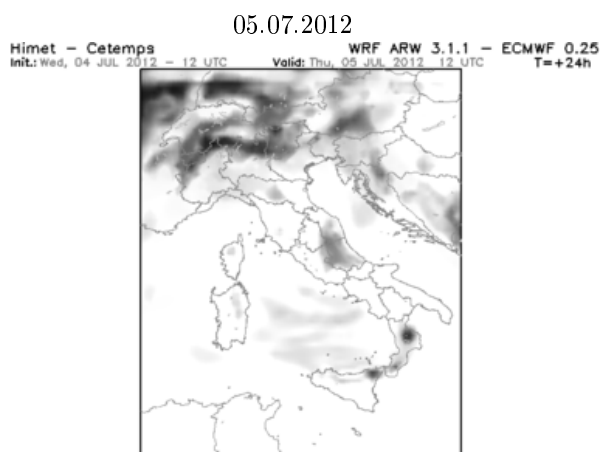 05.07.2012
Himet - Cetemps WRF ARW 3.1.1 - ECMWF 0.25
Init.: Wed, 04 JUL 2012 - 12 UTC Valid: Thu, 05 JUL 2012 12 UTC T=+24h